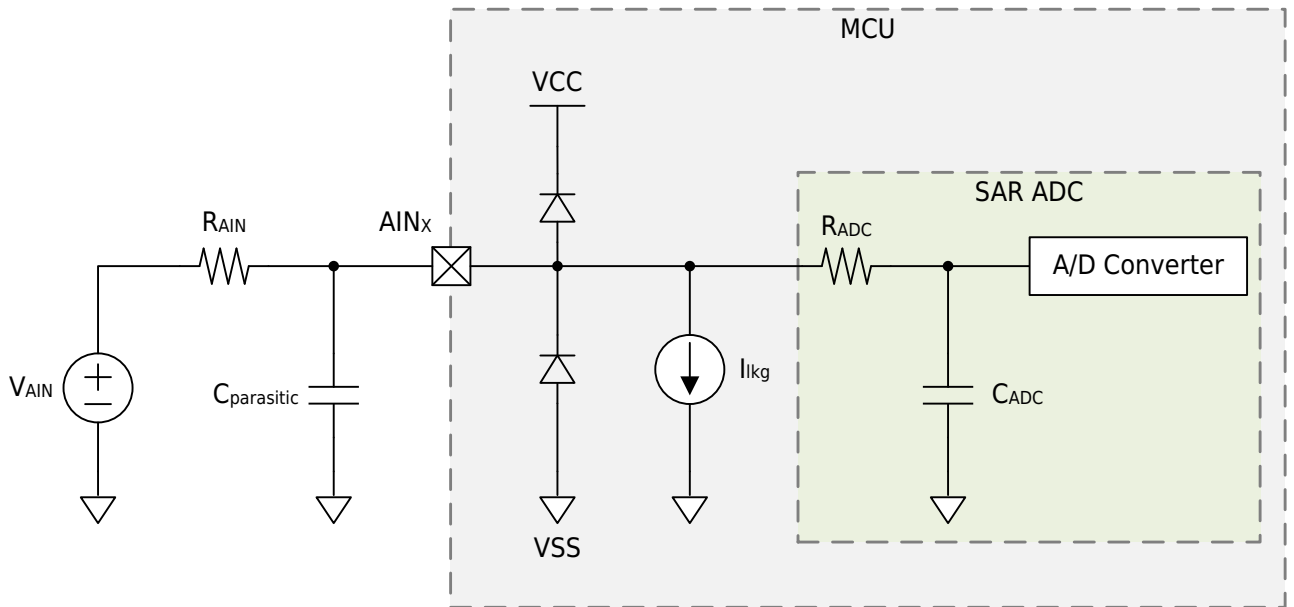 MCU
VCC
SAR ADC
RAIN
AINX
RADC
A/D Converter
VAIN
+
Cparasitic
Ilkg
CADC
VSS